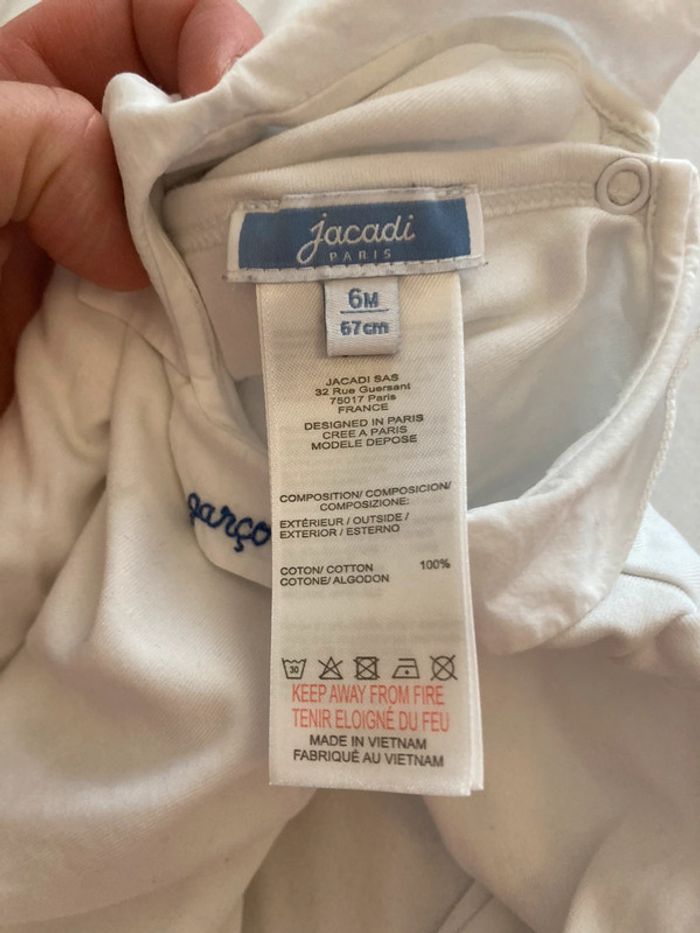 jacadi
PARIS
6M
67cm
JACADI SAS
32 Rue Guersant
75017 Paris
FRANCE
DESIGNED IN PARIS
CREE A PARIS
MODELE DEPOSE
COMPOSITION/ COMPOSICION/
COMPOSIZIONE:
EXTÉRIEUR / OUTSIDE /
EXTERIOR / ESTERNO
COTON/ COTTON 100%
COTONE/ ALGODON
garço
30
KEEP AWAY FROM FIRE
TENIR ELOIGNÉ DU FEU
MADE IN VIETNAM
FABRIQUÉ AU VIETNAM